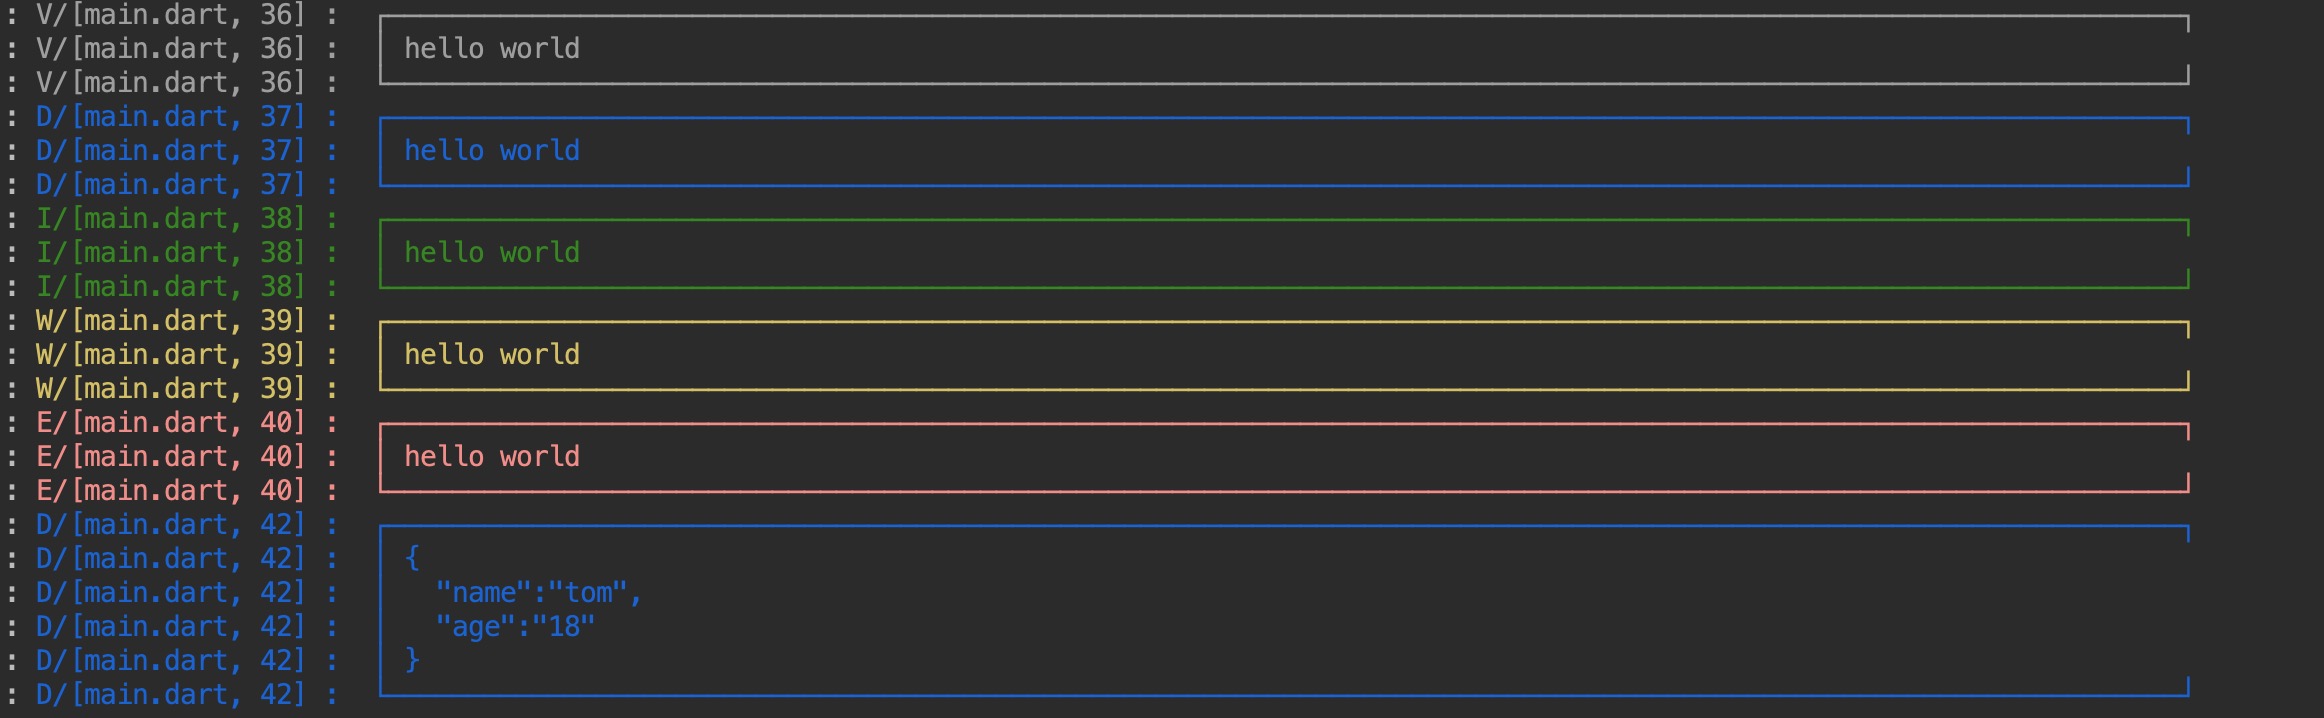 : V/[main.dart, 36] : ┌──────────────────────────────┐
: V/[main.dart, 36] : │ hello world
: V/[main.dart, 36] : └──────────────────────────────┘
: D/[main.dart, 37] : ┌──────────────────────────────┐
: D/[main.dart, 37] : │ hello world
: D/[main.dart, 37] : └──────────────────────────────┘
: I/[main.dart, 38] : ┌──────────────────────────────┐
: I/[main.dart, 38] : │ hello world
: I/[main.dart, 38] : └──────────────────────────────┘
: W/[main.dart, 39] : ┌──────────────────────────────┐
: W/[main.dart, 39] : │ hello world
: W/[main.dart, 39] : └──────────────────────────────┘
: E/[main.dart, 40] : ┌──────────────────────────────┐
: E/[main.dart, 40] : │ hello world
: E/[main.dart, 40] : └──────────────────────────────┘
: D/[main.dart, 42] : ┌──────────────────────────────┐
: D/[main.dart, 42] : │ {
: D/[main.dart, 42] : │   "name":"tom",
: D/[main.dart, 42] : │   "age":"18"
: D/[main.dart, 42] : │ }
: D/[main.dart, 42] : └──────────────────────────────┘